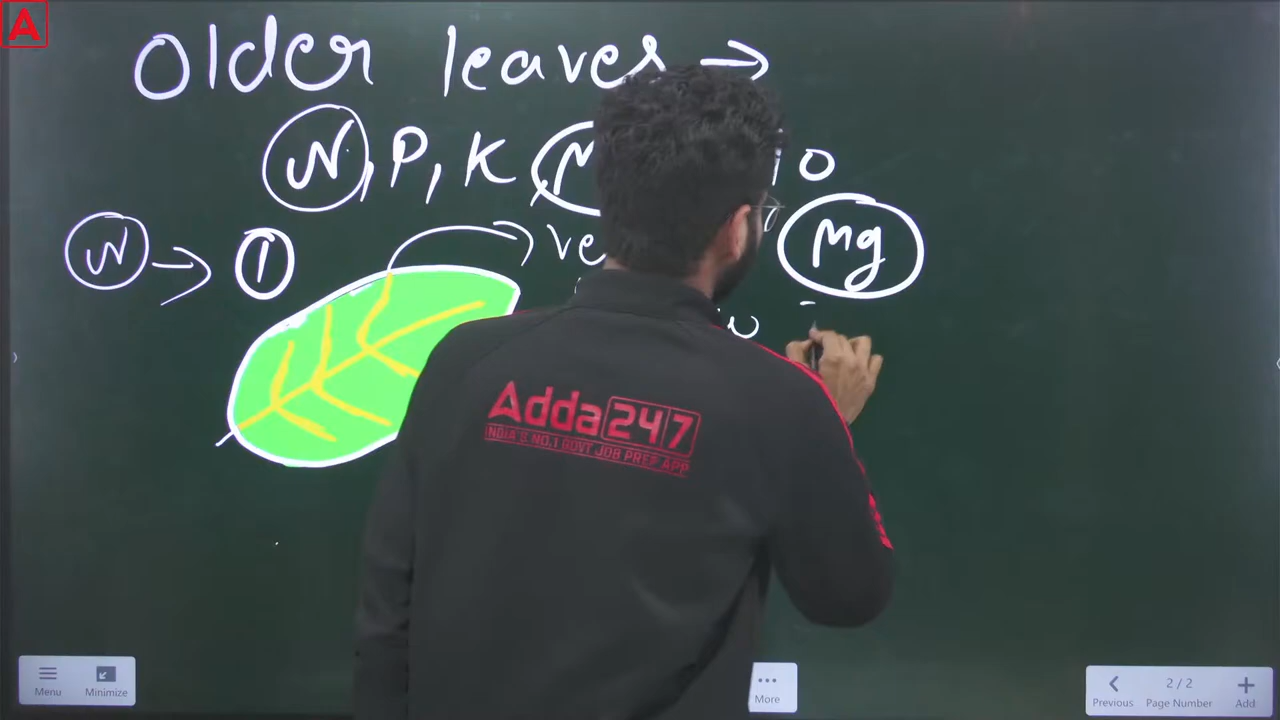 A
Older leaves →
N, P, K
Mg
N → 1
Adda 247
INDIA'S NO.1 GOVT JOB PREP APP
Menu
Minimize
More
Previous
2 / 2
Page Number
Add